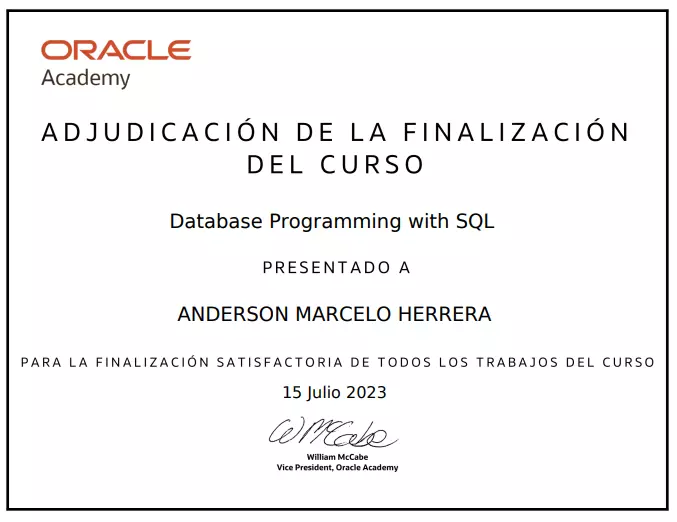 ORACLE
Academy
ADJUDICACIÓN DE LA FINALIZACIÓN
DEL CURSO
Database Programming with SQL
PRESENTADO A
ANDERSON MARCELO HERRERA
PARA LA FINALIZACIÓN SATISFACTORIA DE TODOS LOS TRABAJOS DEL CURSO
15 Julio 2023
W McCabe
William McCabe
Vice President, Oracle Academy